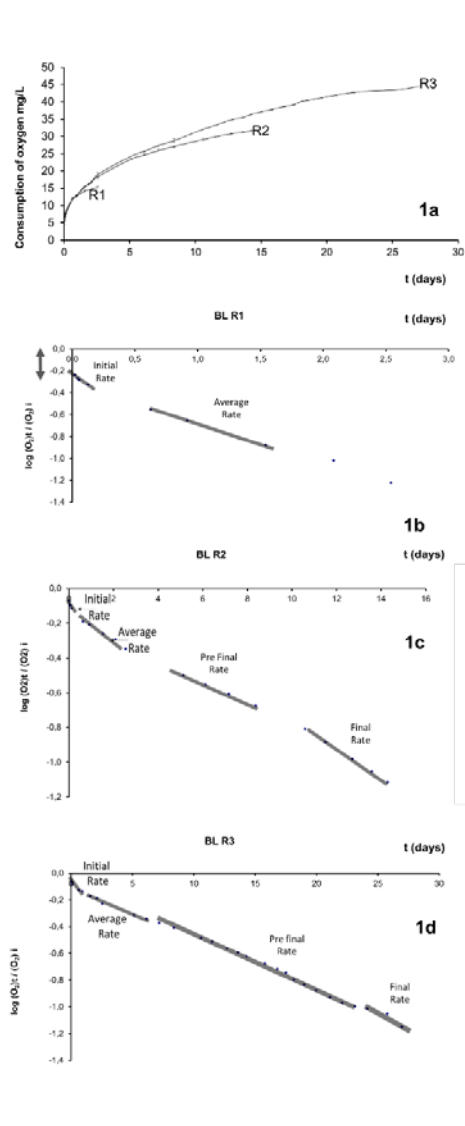 Consumption of oxygen mg/L
50
45
40
35
30
25
20
15
10
5
0
R1
R2
R3
1a
0 5 10 15 20 25 30
t (days)
BL R1
t (days)
0,0 0,5 1,0 1,5 2,0 2,5 3,0
0,0
-0,2
-0,4
-0,6
-0,8
-1,0
-1,2
-1,4
log (O₂)t / (O₂) i
Initial
Rate
Average
Rate
1b
BL R2
t (days)
2 4 6 8 10 12 14 16
0,0
-0,2
-0,4
-0,6
-0,8
-1,0
-1,2
log (O2)t / (O2) i
Initial
Rate
Average
Rate
Pre Final
Rate
Final
Rate
1c
BL R3
t (days)
5 10 15 20 25 30
0,0
-0,2
-0,4
-0,6
-0,8
-1,0
-1,2
-1,4
log (O₂)t / (O₂) i
Initial
Rate
Average
Rate
Pre final
Rate
Final
Rate
1d